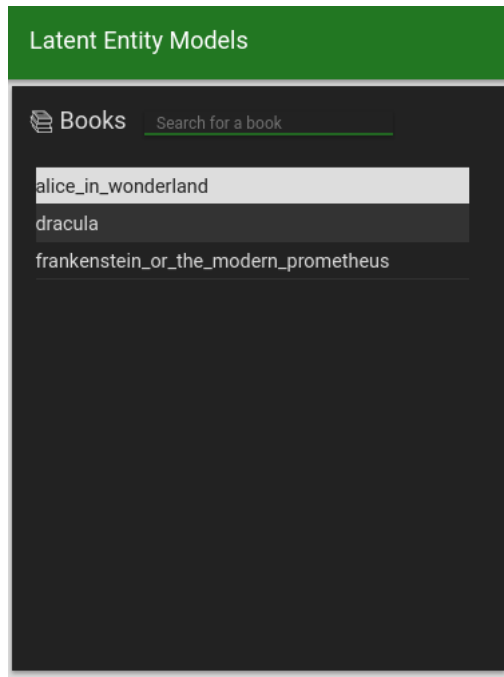 Latent Entity Models
Books Search for a book
alice_in_wonderland
dracula
frankenstein_or_the_modern_prometheus